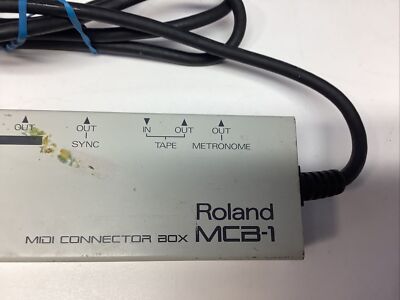 OUT OUT IN OUT OUT
SYNC TAPE METRONOME
Roland
MIDI CONNECTOR BOX MCB-1